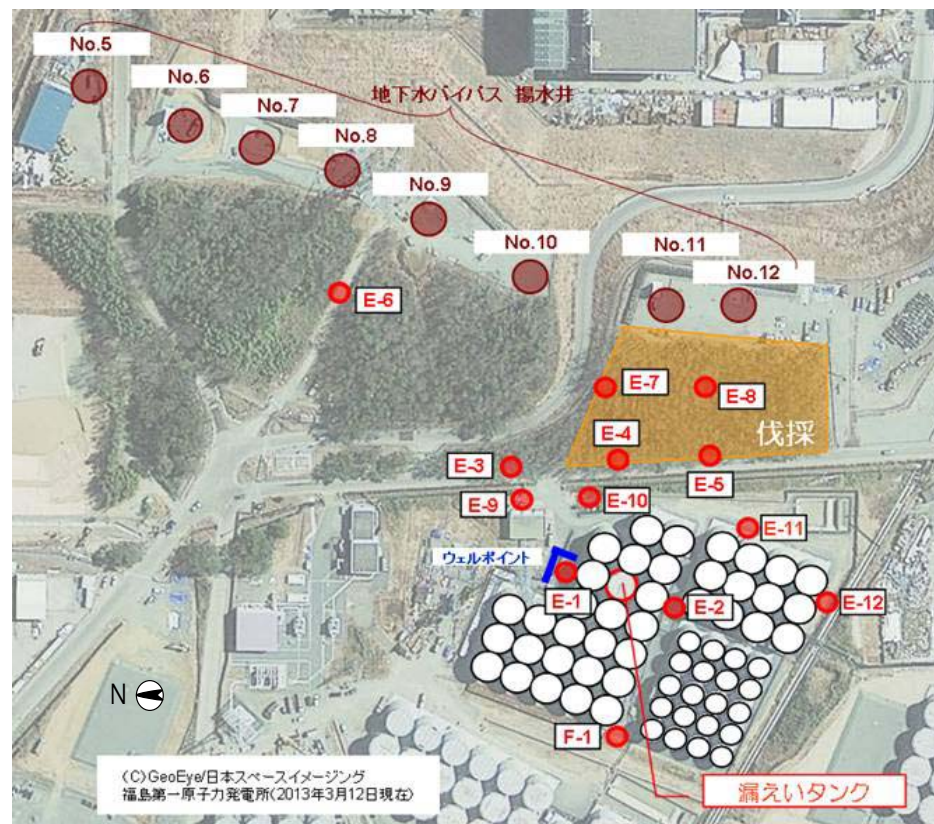 No.5
No.6
No.7
地下水バイパス 揚水井
No.8
No.9
No.10
No.11
No.12
E-6
E-7
E-8
伐採
E-4
E-3
E-5
E-9
E-10
E-11
ウェルポイント
E-1
E-2
E-12
N
F-1
(C)GeoEye/日本スペースイメージング
福島第一原子力発電所(2013年3月12日現在)
漏えいタンク